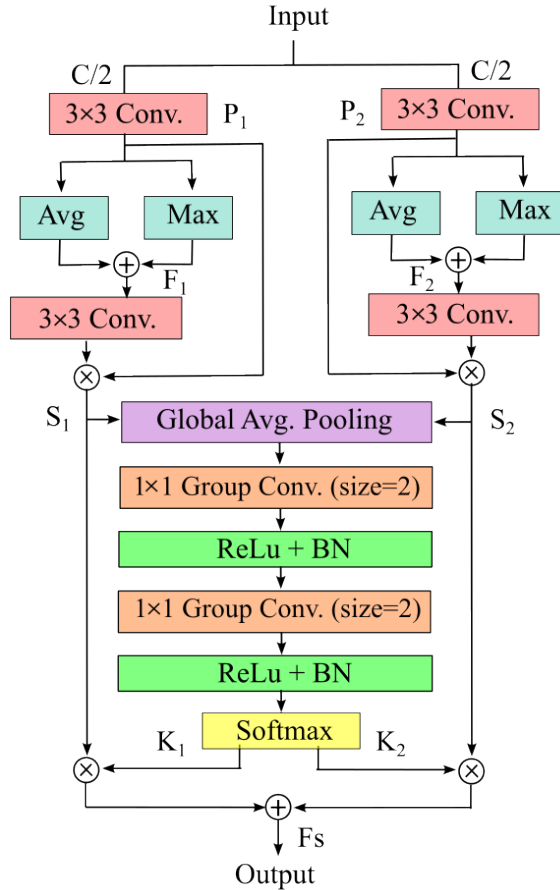 Input
C/2
C/2
3×3 Conv.
P₁
P₂
3×3 Conv.
Avg
Max
Avg
Max
+
F₁
+
F₂
3×3 Conv.
3×3 Conv.
×
×
S₁
Global Avg. Pooling
S₂
1×1 Group Conv. (size=2)
ReLu + BN
1×1 Group Conv. (size=2)
ReLu + BN
Softmax
K₁
K₂
×
×
+
Fs
Output